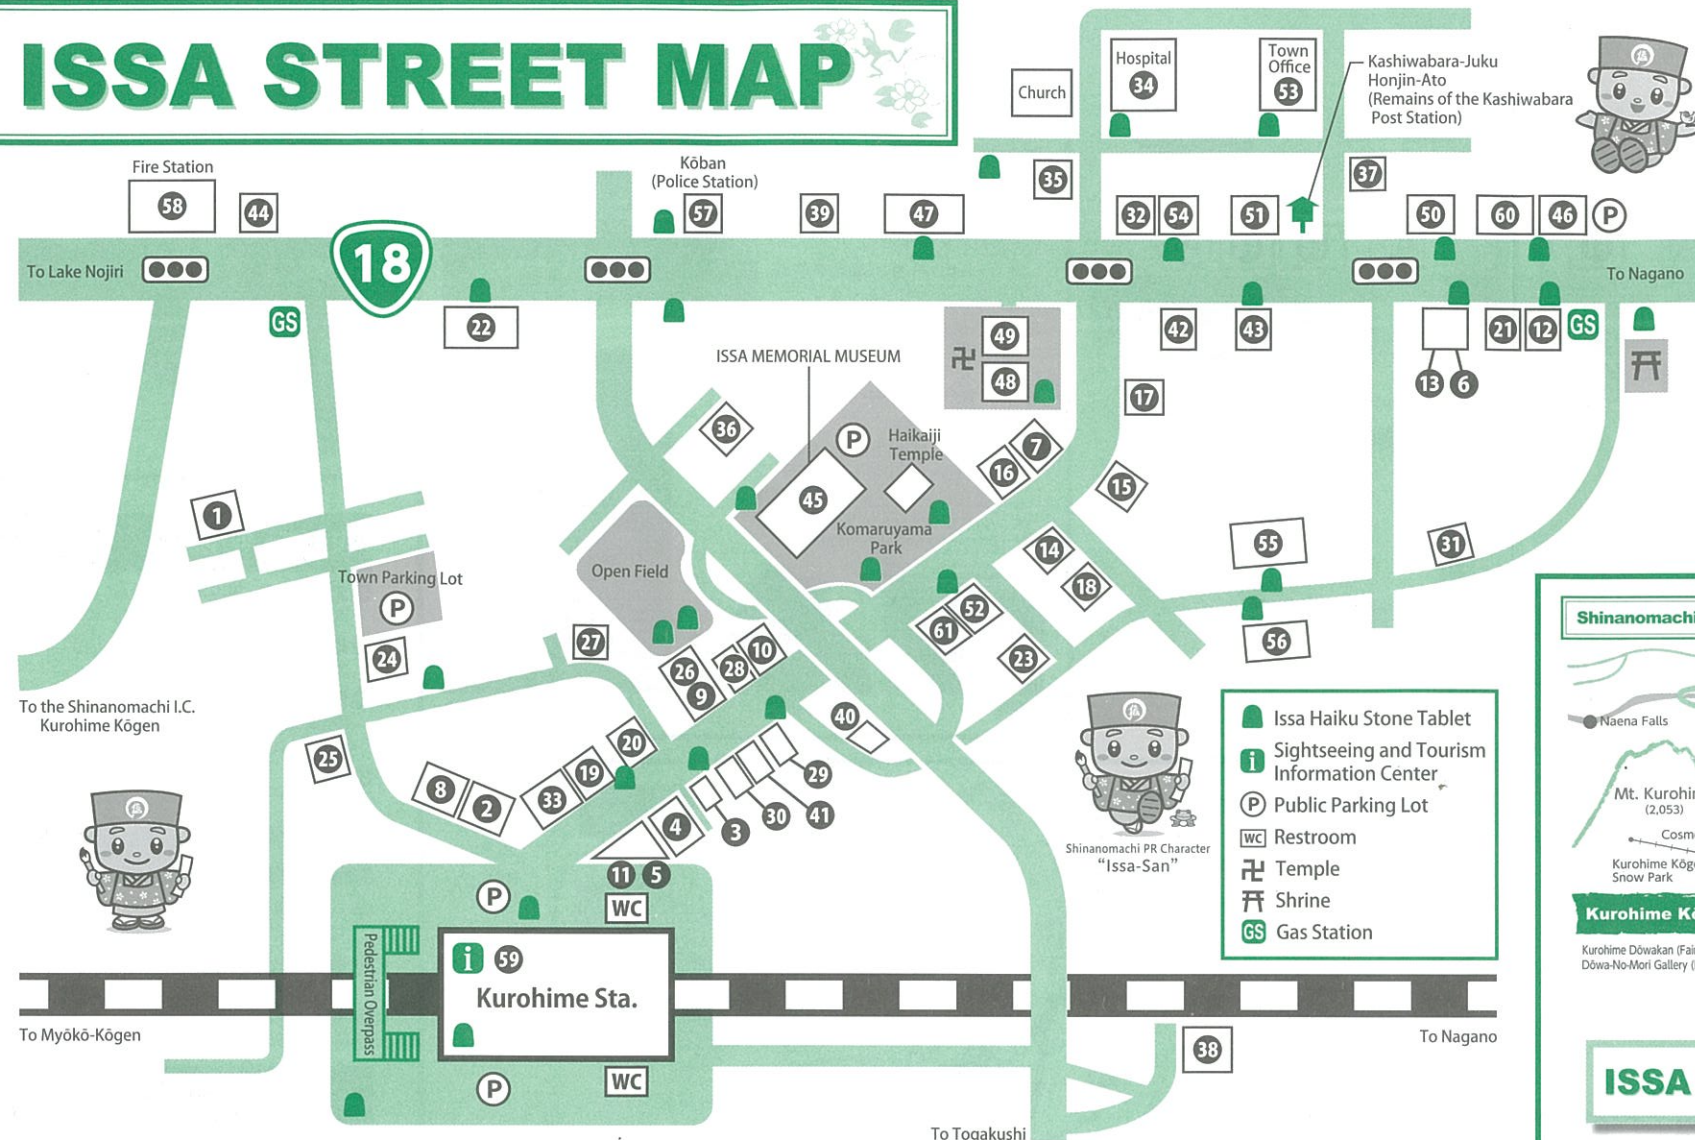 ISSA STREET MAP
Hospital
34
Town
Office
53
Church
Kashiwabara-Juku
Honjin-Ato
(Remains of the Kashiwabara
Post Station)
Fire Station
58
44
Kōban
(Police Station)
57
39
47
35
32
54
51
37
50
60
46
P
To Lake Nojiri
18
To Nagano
GS
22
49
48
42
43
21
12
GS
13
6
ISSA MEMORIAL MUSEUM
17
36
P
Haikaiji
Temple
45
16
7
15
Komaruyama
Park
1
14
18
55
31
Town Parking Lot
P
Open Field
24
27
26
9
28
10
61
52
23
56
To the Shinanomachi I.C.
Kurohime Kōgen
25
8
2
33
19
20
40
29
41
30
3
4
11
5
WC
P
Shinanomachi PR Character
"Issa-San"
Issa Haiku Stone Tablet
i Sightseeing and Tourism
Information Center
P Public Parking Lot
WC Restroom
卍 Temple
Shrine
GS Gas Station
Shinanomachi
Naena Falls
(2,053)
Snow Park
Pedestrian Overpass
i 59
Kurohime Sta.
To Myōkō-Kōgen
To Nagano
38
P
WC
To Togakushi
ISSA